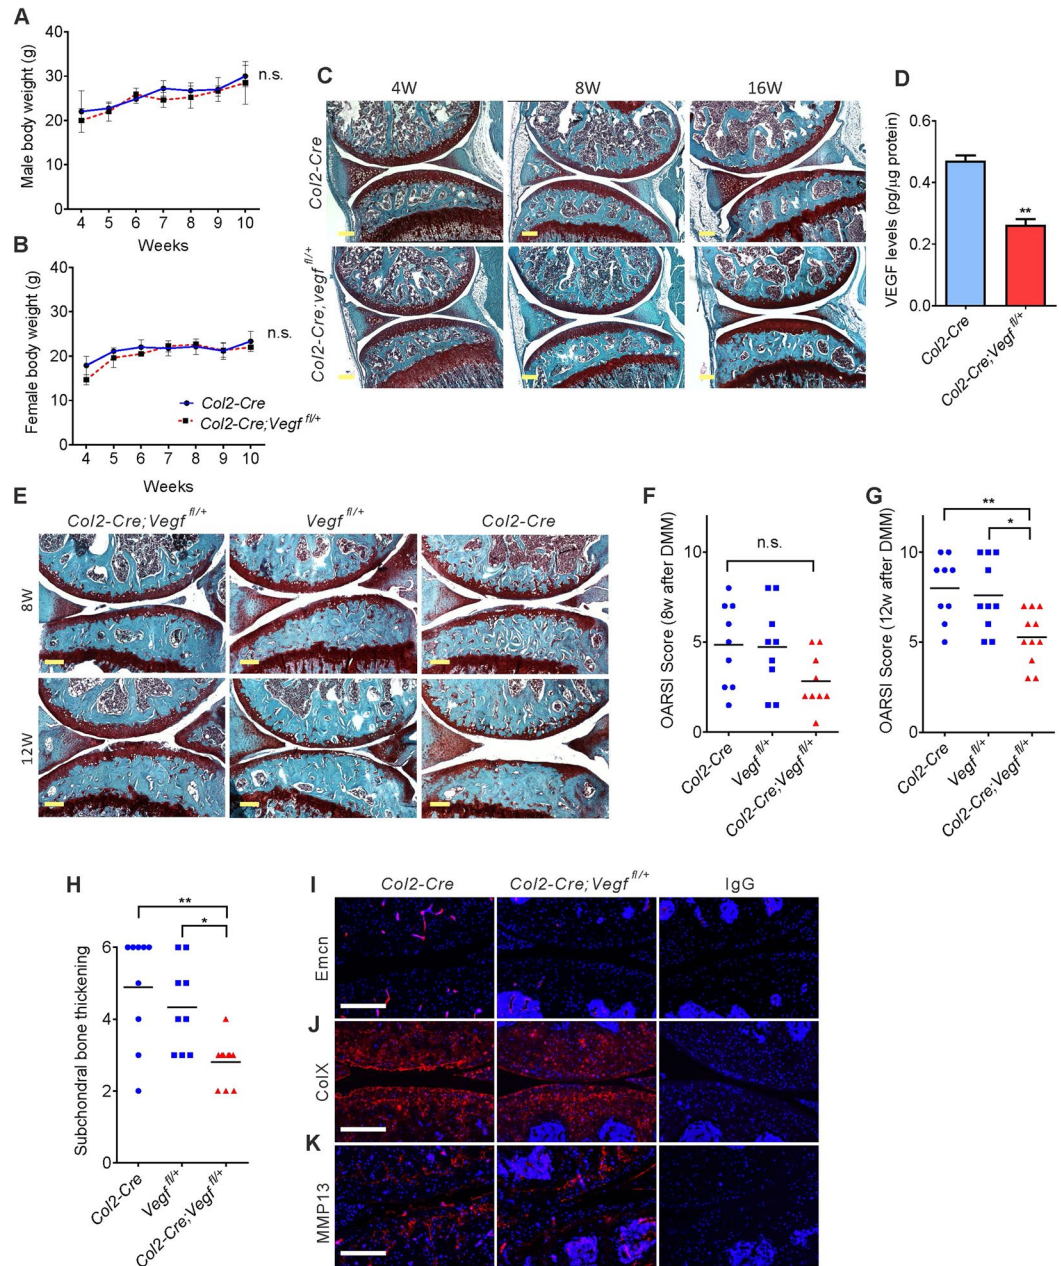 A
Male body weight (g)
40
30
20
10
0
n.s.
4 5 6 7 8 9 10
Weeks
B
Female body weight (g)
40
30
20
10
0
n.s.
Col2-Cre
Col2-Cre;Vegf fl/+
4 5 6 7 8 9 10
Weeks
C
4W 8W 16W
Col2-Cre
Col2-Cre;vegf fl/+
D
VEGF levels (pg/µg protein)
0.6
0.4
0.2
0.0
**
Col2-Cre
Col2-Cre;Vegf fl/+
E
Col2-Cre;Vegf fl/+ Vegf fl/+ Col2-Cre
8W
12W
F
OARSI Score (8w after DMM)
10
5
0
n.s.
Col2-Cre
Vegf fl/+
Col2-Cre;Vegf fl/+
G
OARSI Score (12w after DMM)
10
5
0
**
*
Col2-Cre
Vegf fl/+
Col2-Cre;Vegf fl/+
H
Subchondral bone thickening
6
4
2
0
**
*
Col2-Cre
Vegf fl/+
Col2-Cre;Vegf fl/+
I
Col2-Cre Col2-Cre;Vegf fl/+ IgG
Emcn
J
ColX
K
MMP13